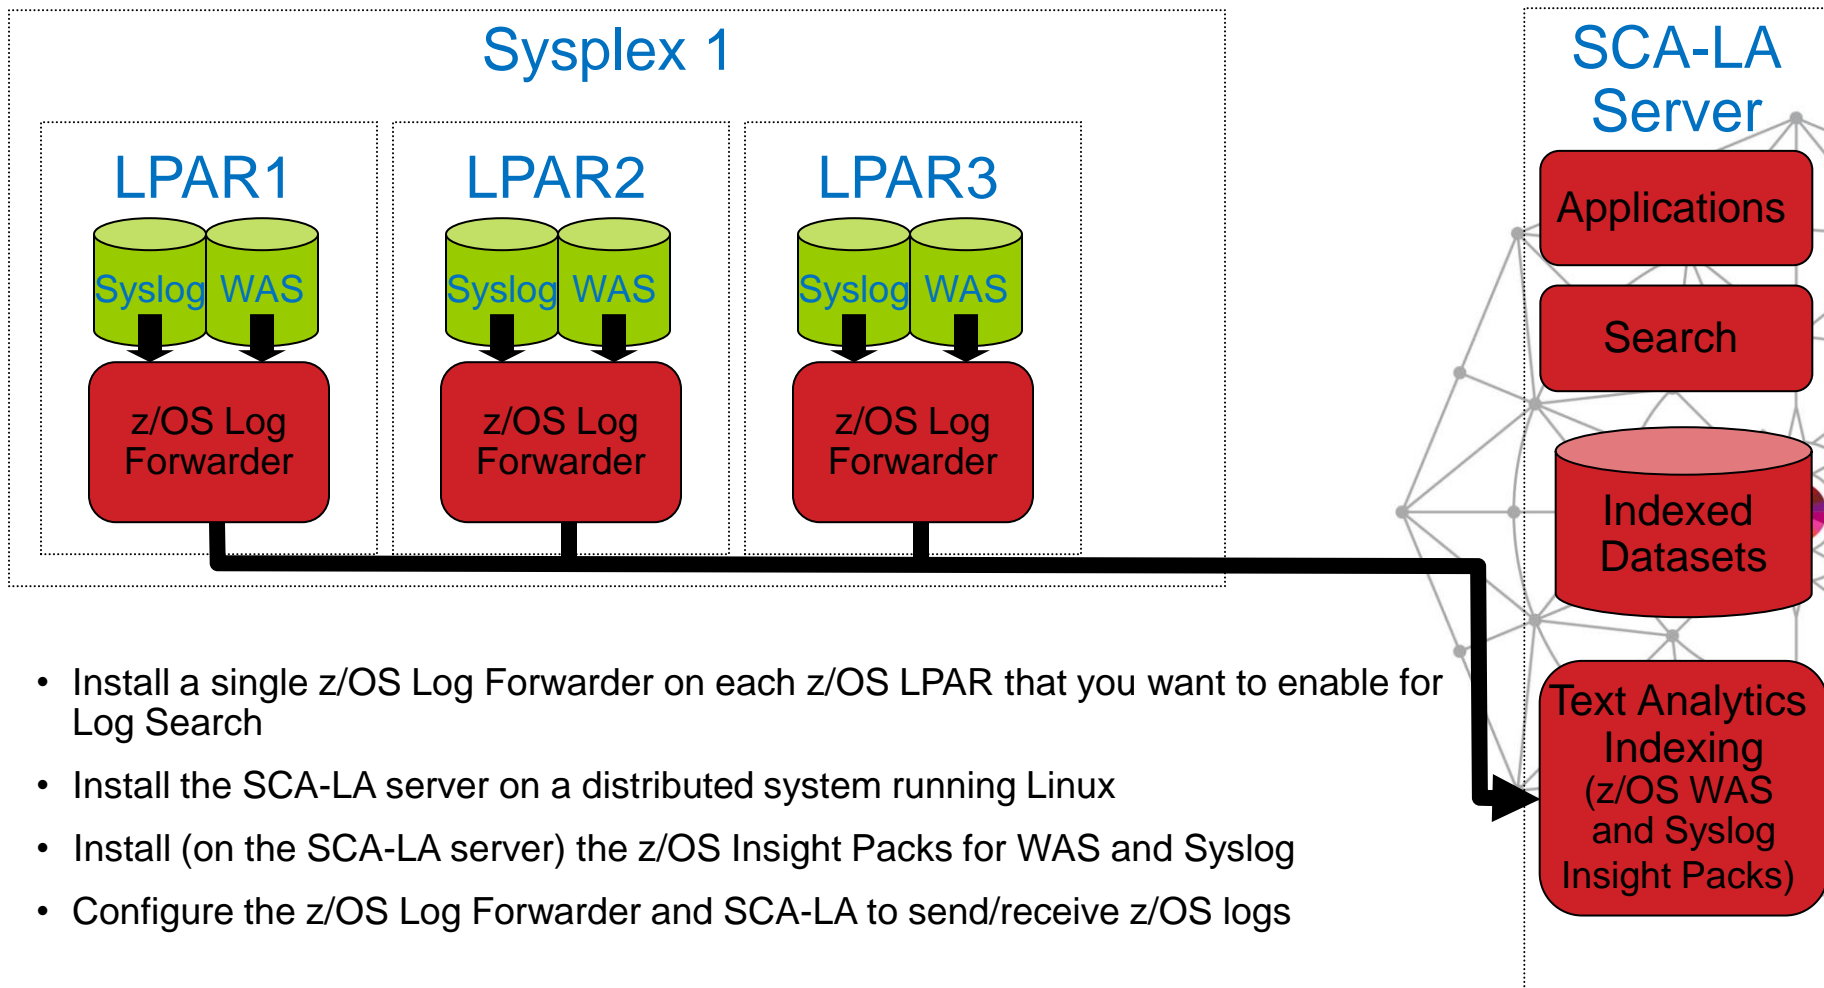 Sysplex 1
LPAR1
Syslog WAS
z/OS Log
Forwarder
LPAR2
Syslog WAS
z/OS Log
Forwarder
LPAR3
Syslog WAS
z/OS Log
Forwarder
SCA-LA
Server
Applications
Search
Indexed
Datasets
Text Analytics
Indexing
(z/OS WAS
and Syslog
Insight Packs)
• Install a single z/OS Log Forwarder on each z/OS LPAR that you want to enable for
Log Search
• Install the SCA-LA server on a distributed system running Linux
• Install (on the SCA-LA server) the z/OS Insight Packs for WAS and Syslog
• Configure the z/OS Log Forwarder and SCA-LA to send/receive z/OS logs